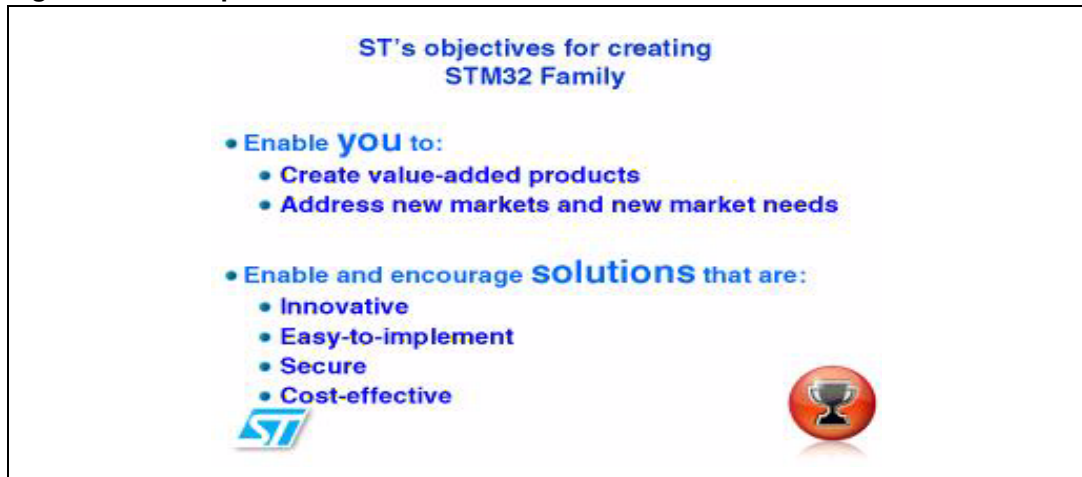 ST's objectives for creating
STM32 Family
• Enable you to:
• Create value-added products
• Address new markets and new market needs
• Enable and encourage solutions that are:
• Innovative
• Easy-to-implement
• Secure
• Cost-effective
ST